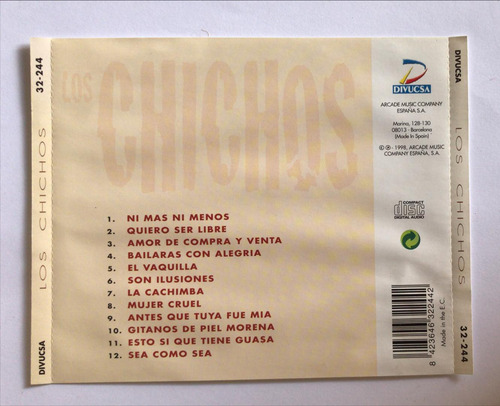 DIVUCSA
32-244
LOS CHICHOS
LOS
CHICHOS
DIVUCSA
ARCADE MUSIC COMPANY
ESPAÑA S.A.
Marina, 128-130
08013 - Barcelona
(Made in Spain)
© ℗ - 1998, ARCADE MUSIC
COMPANY ESPAÑA, S.A.
1. NI MAS NI MENOS
2. QUIERO SER LIBRE
3. AMOR DE COMPRA Y VENTA
4. BAILARAS CON ALEGRIA
5. EL VAQUILLA
6. SON ILUSIONES
7. LA CACHIMBA
8. MUJER CRUEL
9. ANTES QUE TUYA FUE MIA
10. GITANOS DE PIEL MORENA
11. ESTO SI QUE TIENE GUASA
12. SEA COMO SEA
COMPACT
disc
DIGITAL AUDIO
8 423646 322442
Made in the E.C.
DIVUCSA
LOS CHICHOS
32-244